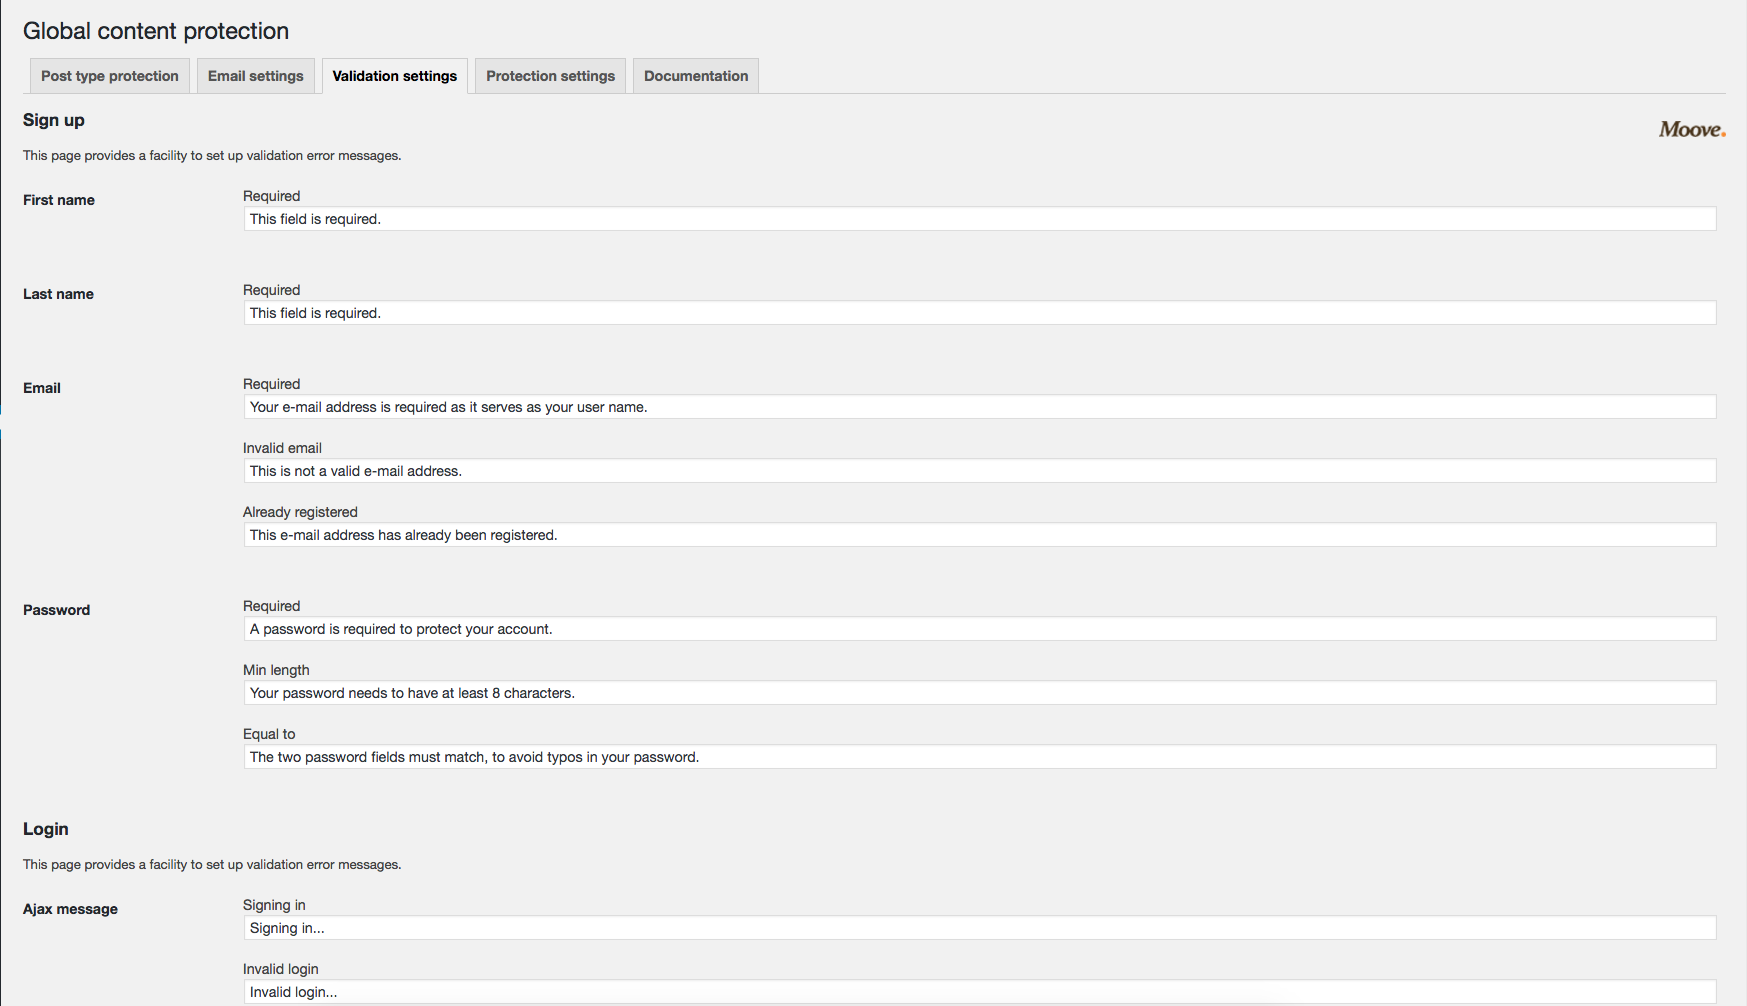 Global content protection
Post type protection Email settings Validation settings Protection settings Documentation
Sign up
Moove.
This page provides a facility to set up validation error messages.
First name
Required
This field is required.
Last name
Required
This field is required.
Email
Required
Your e-mail address is required as it serves as your user name.
Invalid email
This is not a valid e-mail address.
Already registered
This e-mail address has already been registered.
Password
Required
A password is required to protect your account.
Min length
Your password needs to have at least 8 characters.
Equal to
The two password fields must match, to avoid typos in your password.
Login
This page provides a facility to set up validation error messages.
Ajax message
Signing in
Signing in...
Invalid login
Invalid login...